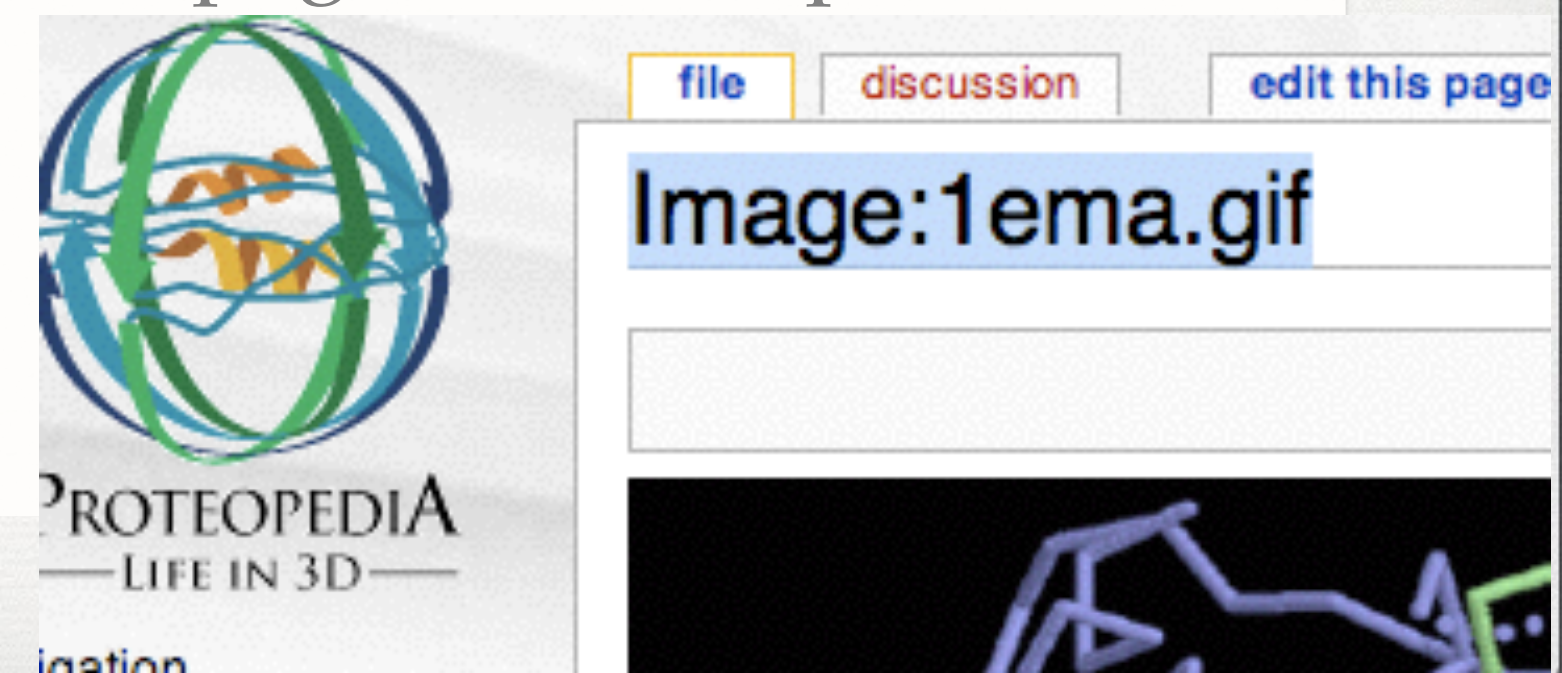 file discussion edit this page
Image:1ema.gif
PROTEOPEDIA
LIFE IN 3D